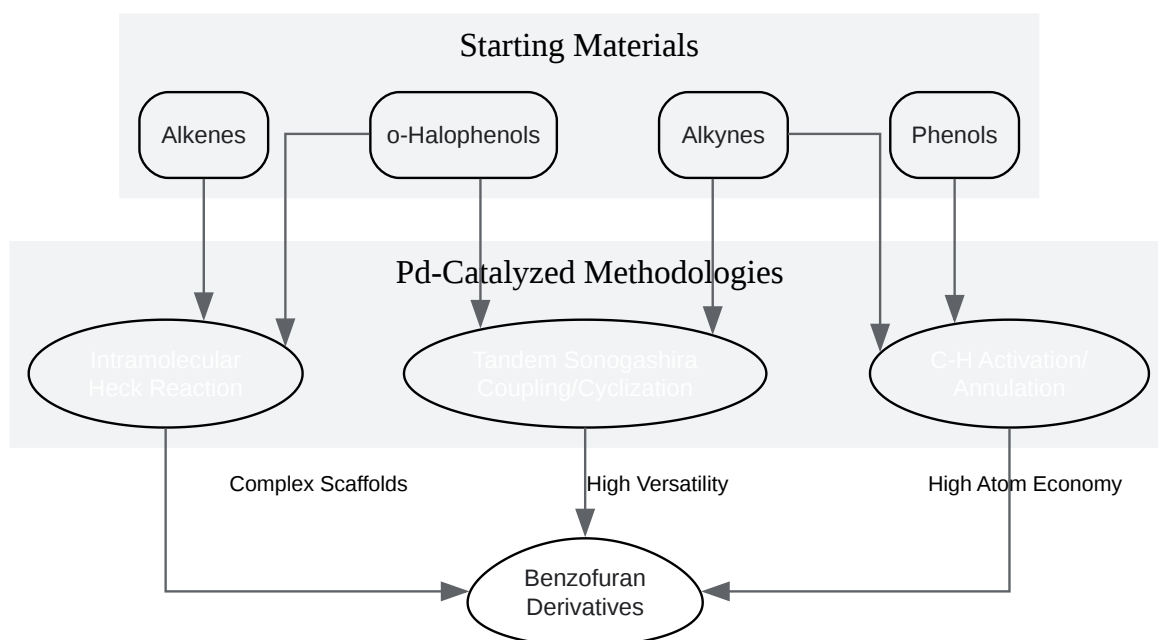 Starting Materials
Alkenes
o-Halophenols
Alkynes
Phenols
Pd-Catalyzed Methodologies
Intramolecular
Heck Reaction
Tandem Sonogashira
Coupling/Cyclization
C-H Activation/
Annulation
Complex Scaffolds
High Versatility
High Atom Economy
Benzofuran
Derivatives